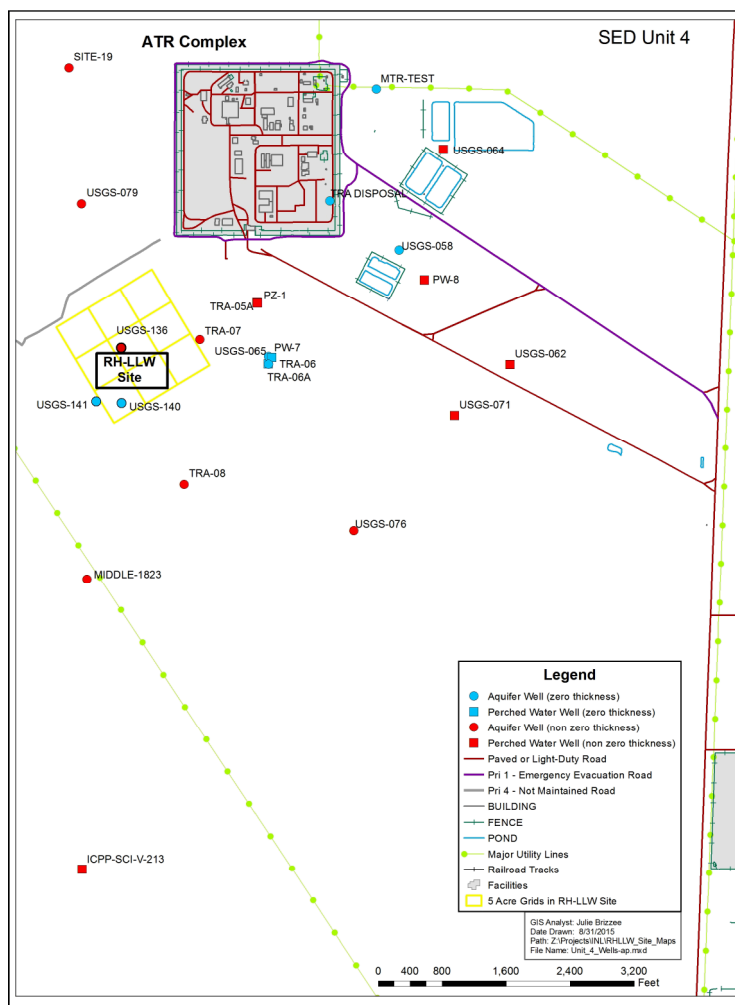 ATR Complex
SED Unit 4
SITE-19
MTR-TEST
USGS-064
USGS-079
TRA DISPOSAL
USGS-058
PW-8
PZ-1
TRA-05A
USGS-136
TRA-07
PW-7
USGS-065
RH-LLW
Site
TRA-06
TRA-06A
USGS-062
USGS-141
USGS-140
USGS-071
TRA-08
USGS-076
MIDDLE-1823
ICPP-SCI-V-213
Legend
Aquifer Well (zero thickness)
Perched Water Well (zero thickness)
Aquifer Well (non zero thickness)
Perched Water Well (non zero thickness)
Paved or Light-Duty Road
Pri 1 - Emergency Evacuation Road
Pri 4 - Not Maintained Road
BUILDING
FENCE
POND
Major Utility Lines
Railroad Tracks
Facilities
5 Acre Grids in RH-LLW Site
GIS Analyst: Julie Brizzee
Date Drawn: 8/31/2015
Path: Z:\Projects\INL\RHLLW_Site_Maps
File Name: Unit_4_Wells-ap.mxd
0 400 800 1,600 2,400 3,200
Feet